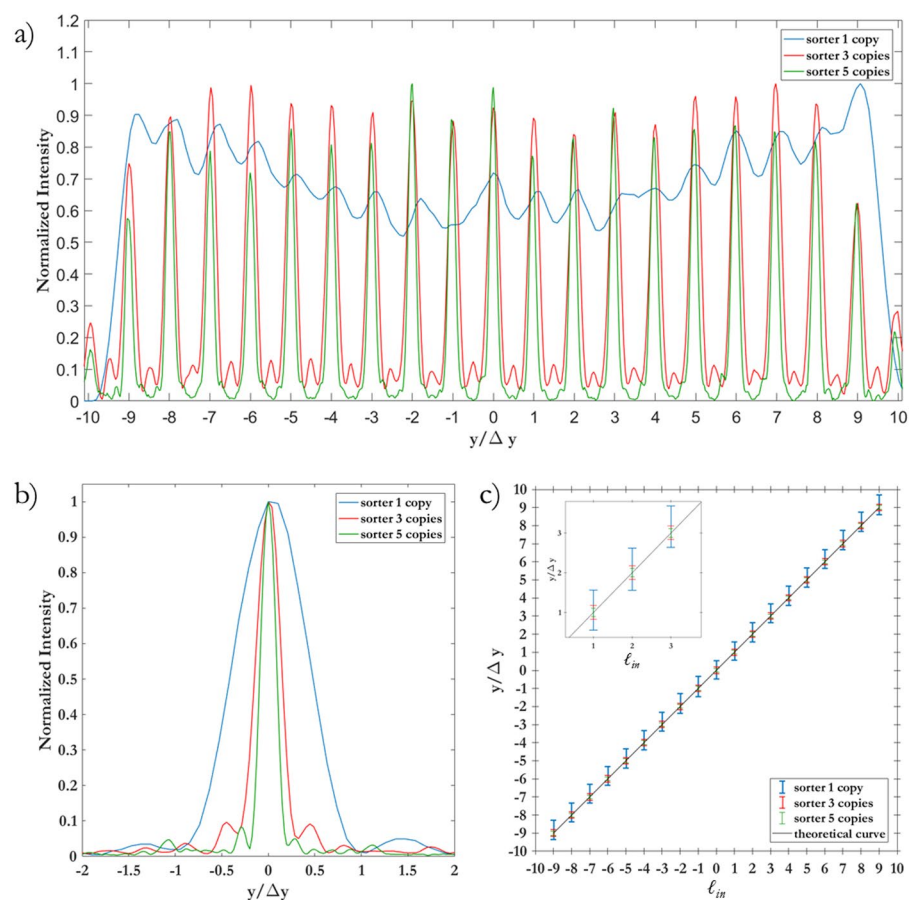 a)
1.2
1.1
1
0.9
0.8
0.7
0.6
0.5
0.4
0.3
0.2
0.1
0
Normalized Intensity
sorter 1 copy
sorter 3 copies
sorter 5 copies
-10 -9 -8 -7 -6 -5 -4 -3 -2 -1 0 1 2 3 4 5 6 7 8 9 10
y/Δ y
b)
1
0.9
0.8
0.7
0.6
0.5
0.4
0.3
0.2
0.1
0
Normalized Intensity
sorter 1 copy
sorter 3 copies
sorter 5 copies
-2 -1.5 -1 -0.5 0 0.5 1 1.5 2
y/Δy
c)
10
9
8
7
6
5
4
3
2
1
0
-1
-2
-3
-4
-5
-6
-7
-8
-9
-10
y/Δ y
3
2
1
y/Δ y
1 2 3
ℓin
sorter 1 copy
sorter 3 copies
sorter 5 copies
theoretical curve
-10 -9 -8 -7 -6 -5 -4 -3 -2 -1 0 1 2 3 4 5 6 7 8 9 10
ℓin